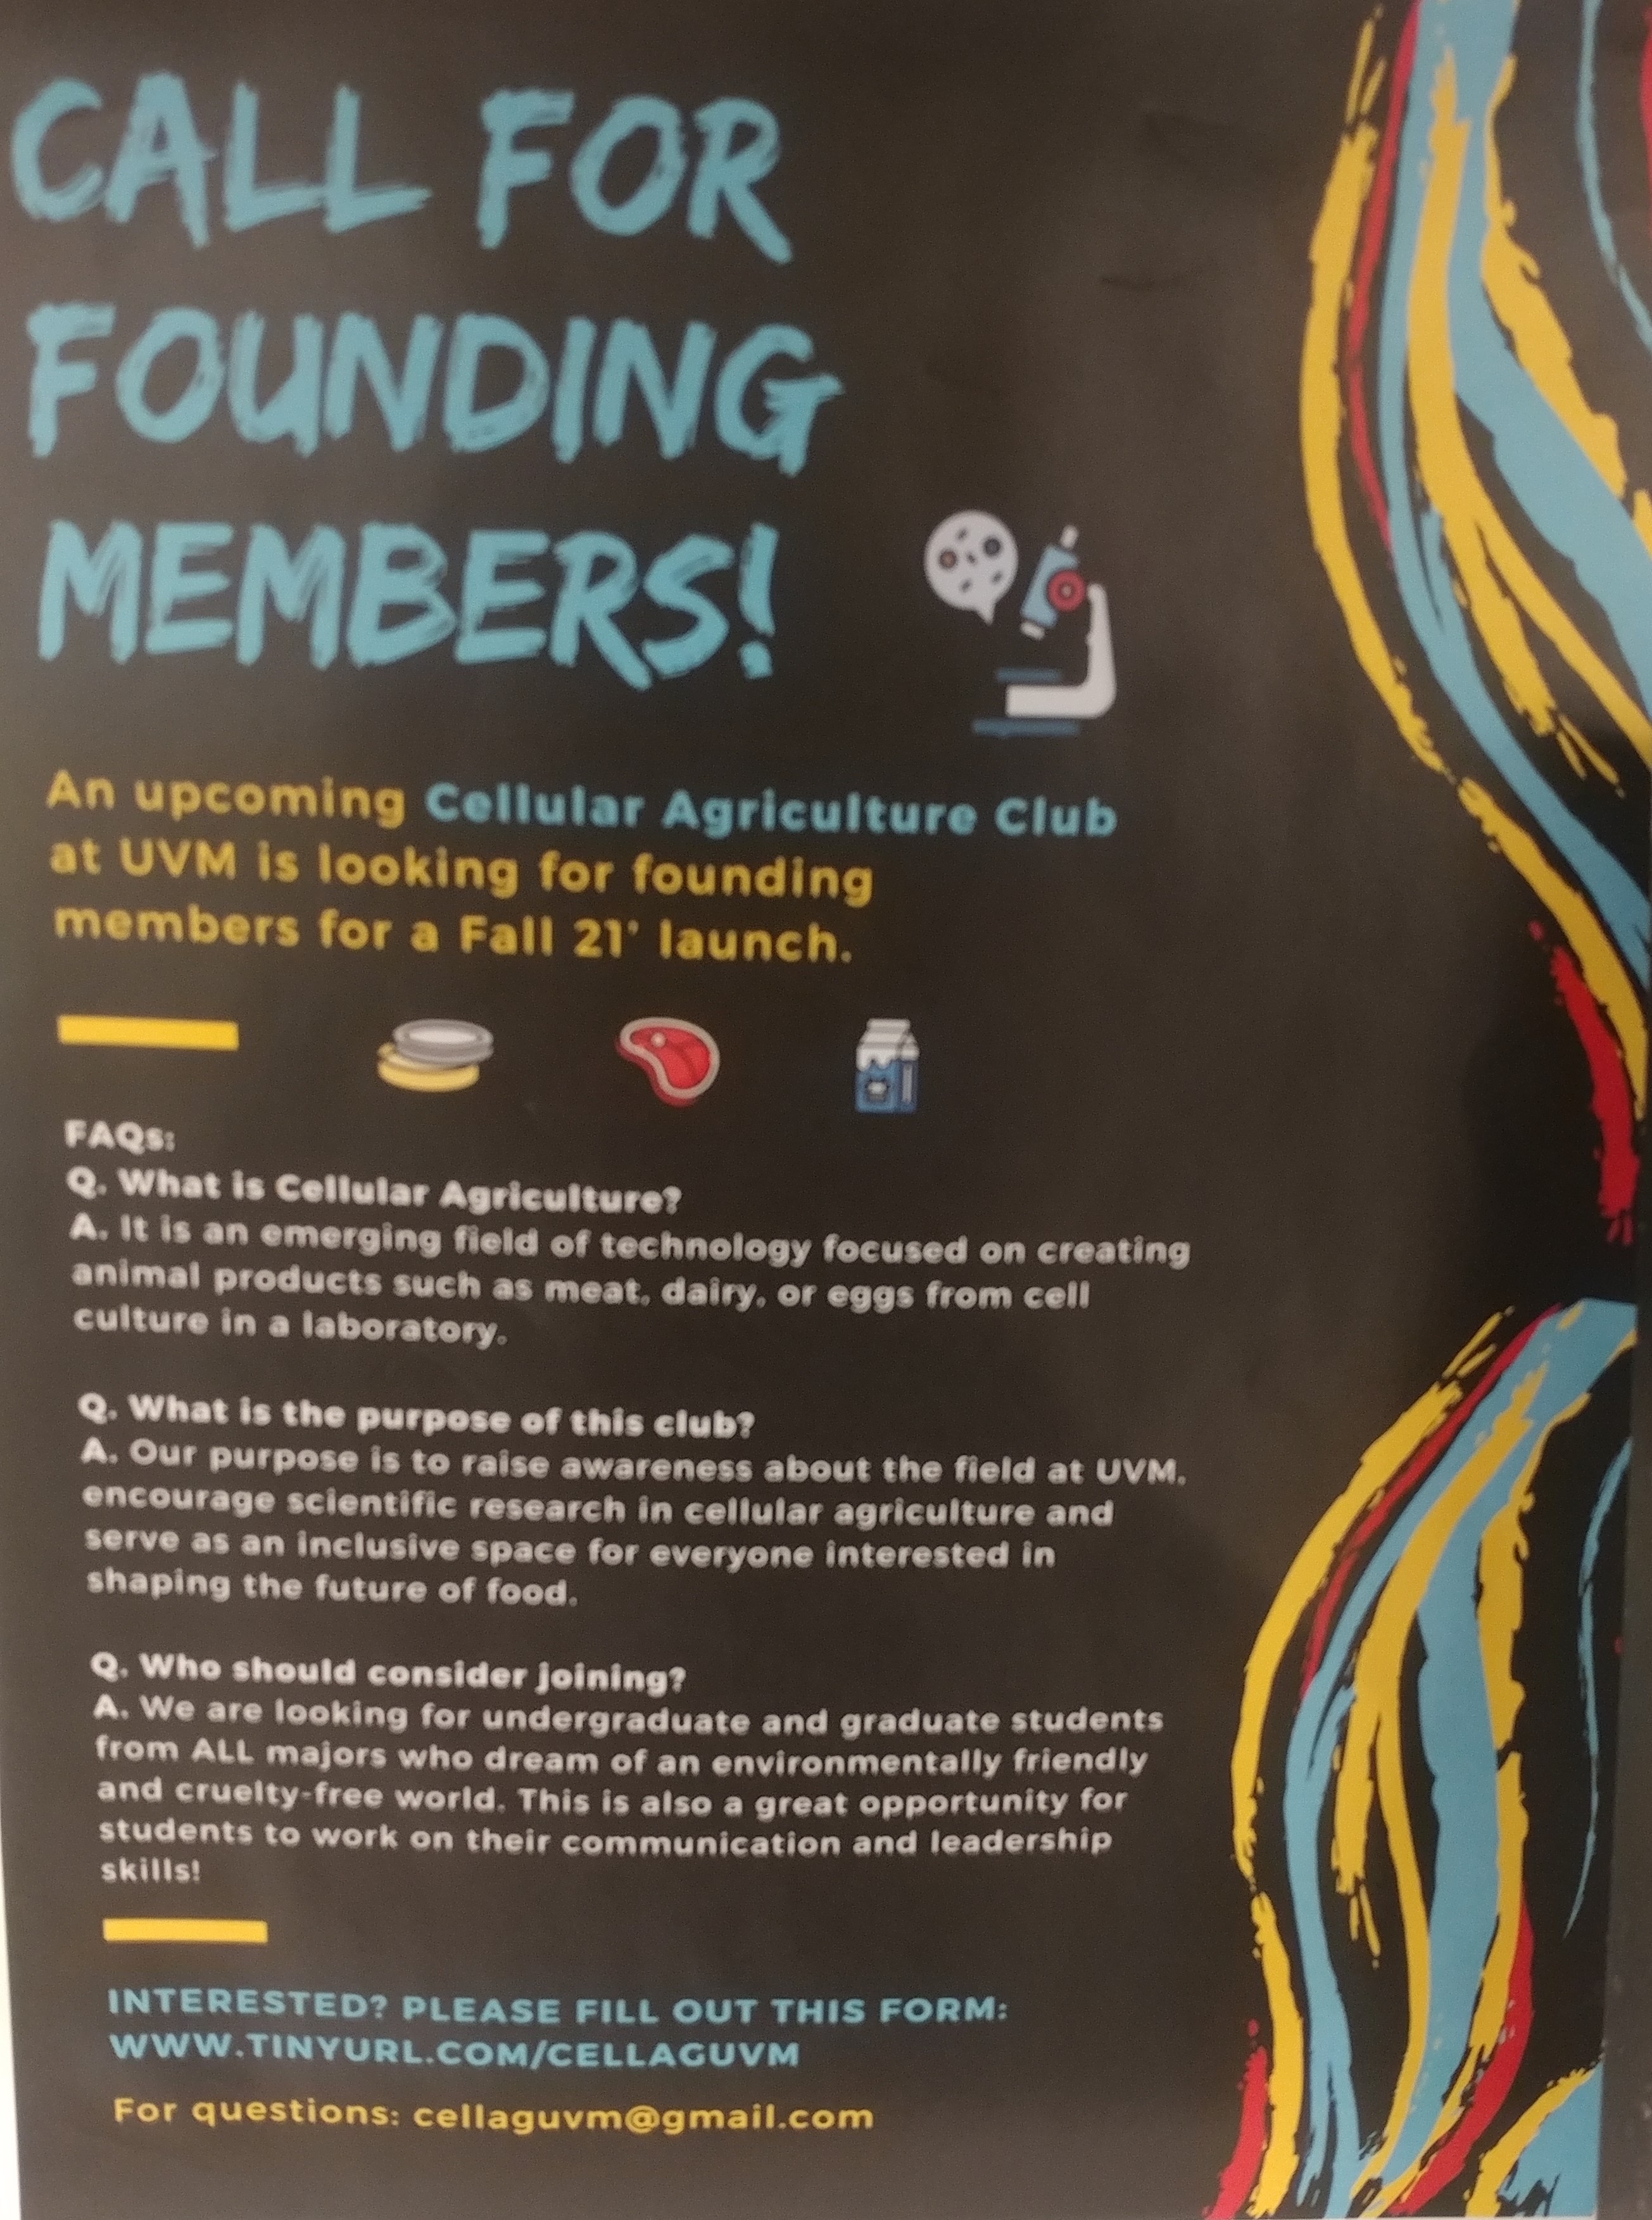 CALL FOR
FOUNDING
MEMBERS!
An upcoming Cellular Agriculture Club
at UVM is looking for founding
members for a Fall 21' launch.
FAQs:
Q. What is Cellular Agriculture?
A. It is an emerging field of technology focused on creating
animal products such as meat, dairy, or eggs from cell
culture in a laboratory.
Q. What is the purpose of this club?
A. Our purpose is to raise awareness about the field at UVM,
encourage scientific research in cellular agriculture and
serve as an inclusive space for everyone interested in
shaping the future of food.
Q. Who should consider joining?
A. We are looking for undergraduate and graduate students
from ALL majors who dream of an environmentally friendly
and cruelty-free world. This is also a great opportunity for
students to work on their communication and leadership
skills!
INTERESTED? PLEASE FILL OUT THIS FORM:
WWW.TINYURL.COM/CELLAGUVM
For questions: cellaguvm@gmail.com